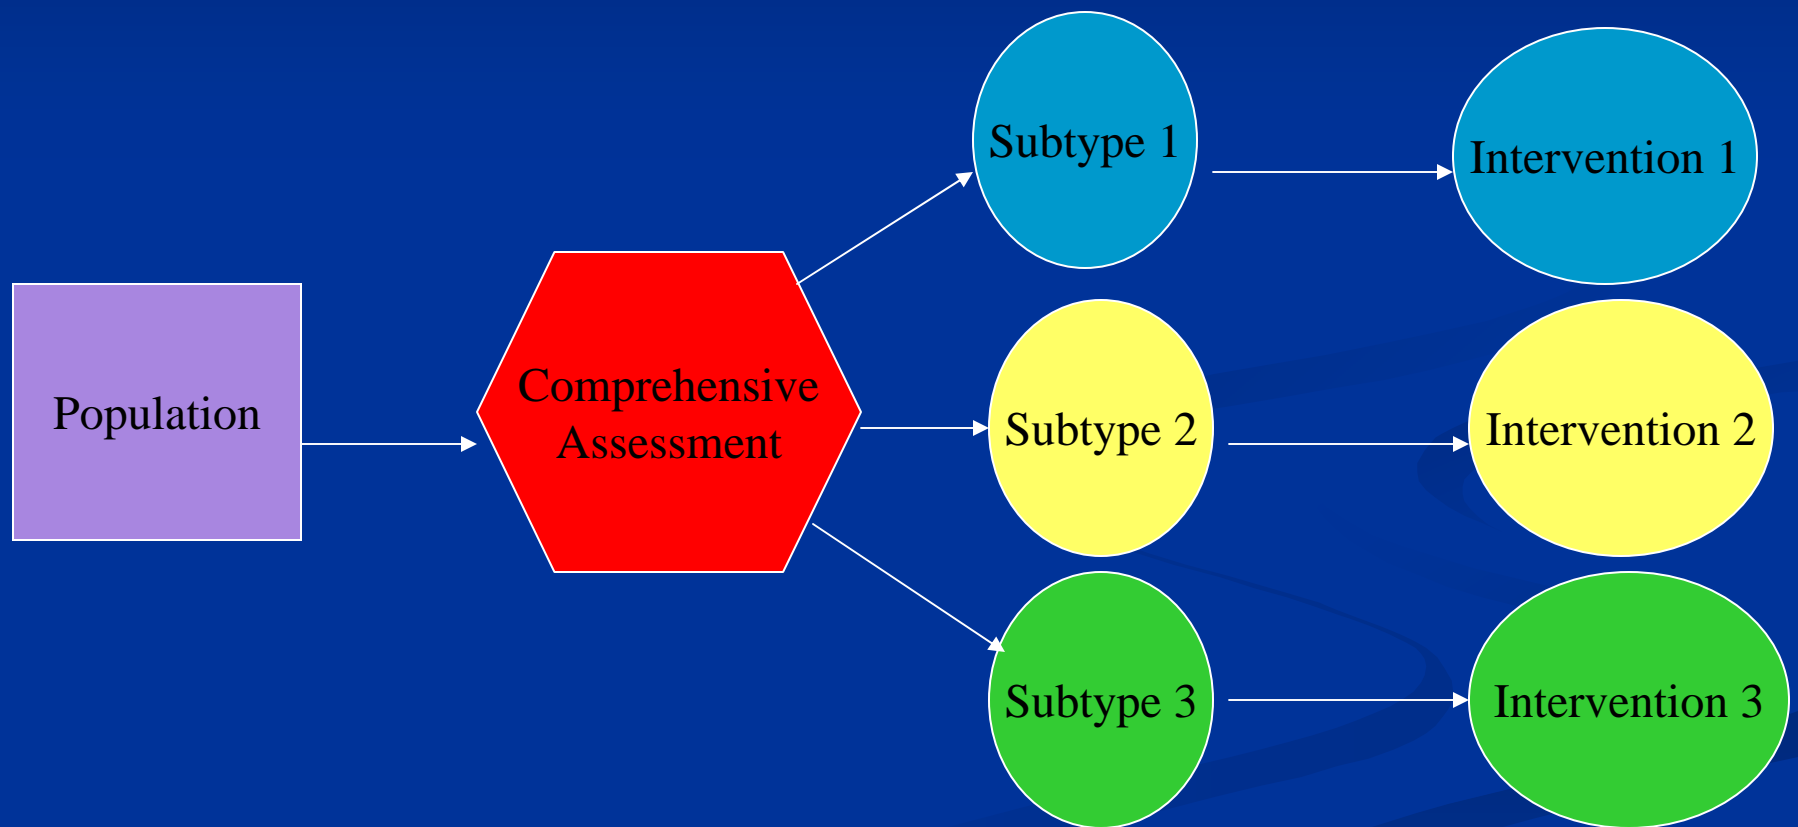 Population
Comprehensive
Assessment
Subtype 1
Intervention 1
Subtype 2
Intervention 2
Subtype 3
Intervention 3